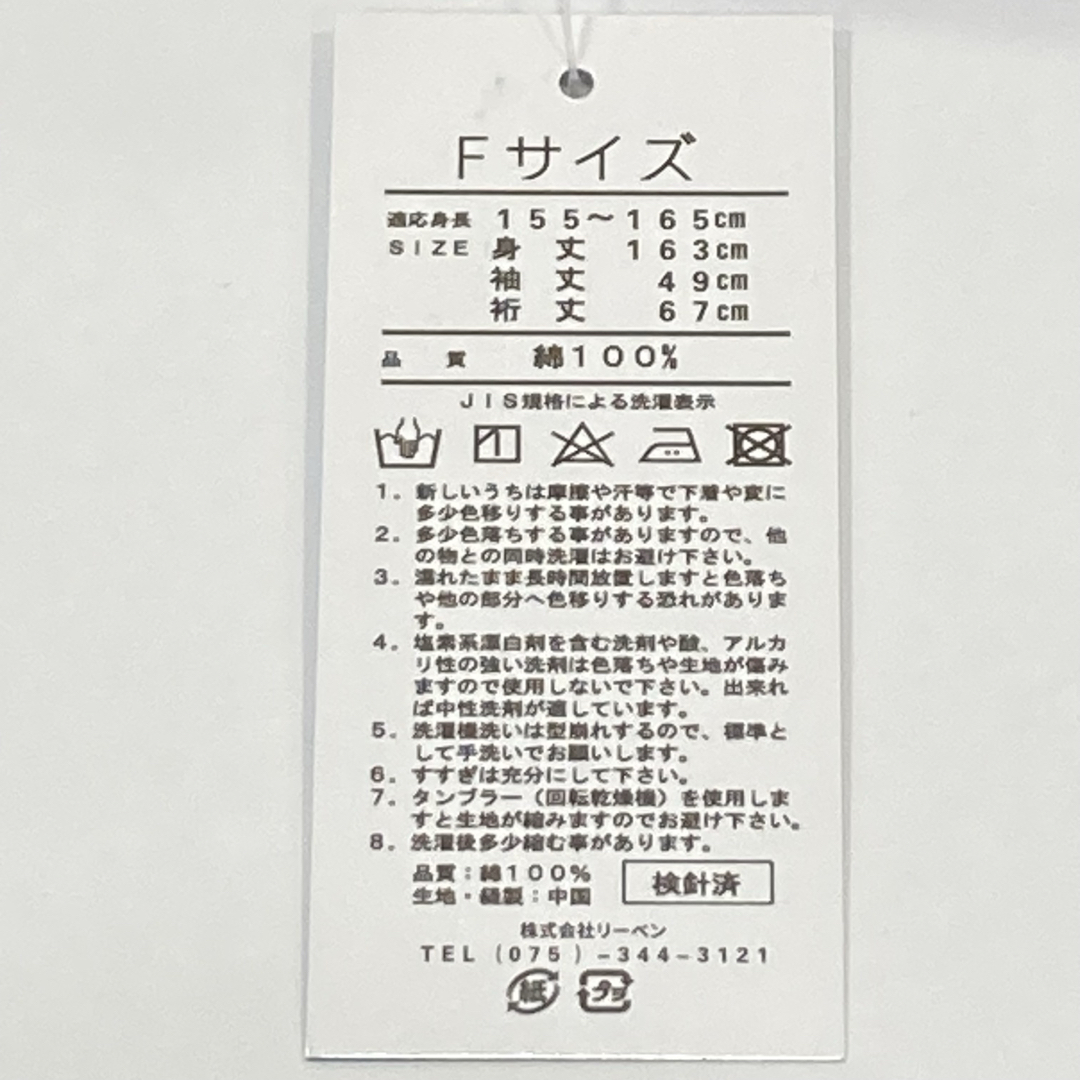 Fサイズ
適応身長 155～165cm
SIZE 身丈 163cm
袖丈 49cm
裄丈 67cm
品質 綿100%
JIS規格による洗濯表示
1. 新しいうちは摩擦や汗等で下着や変に
多少色移りする事があります。
2. 多少色落ちする事がありますので、他
の物との同時洗濯はお避け下さい。
3. 濡れたまま長時間放置しますと色落ち
や他の部分へ色移りする恐れがありま
す。
4. 塩素系漂白剤を含む洗剤や酸、アルカ
リ性の強い洗剤は色落ちや生地が傷み
ますので使用しないで下さい。出来れ
ば中性洗剤が適しています。
5. 洗濯機洗いは型崩れするので、標準と
して手洗いでお願いします。
6. すすぎは充分にして下さい。
7. タンブラー（回転乾燥機）を使用しま
すと生地が縮みますのでお避け下さい。
8. 洗濯後多少縮む事があります。
品質：綿100%
生地・縫製：中国
検針済
株式会社リーベン
TEL (075)-344-3121
紙 プラ